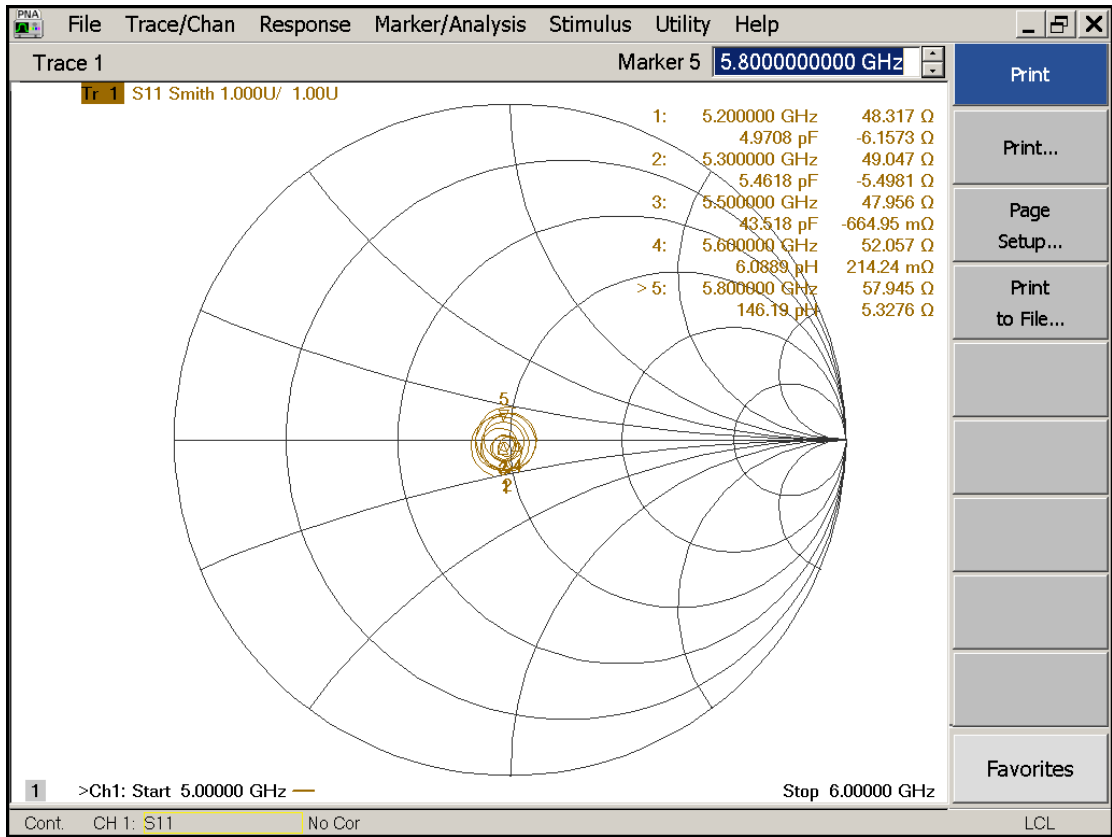 PNA
File Trace/Chan Response Marker/Analysis Stimulus Utility Help
Trace 1 Marker 5 5.8000000000 GHz
Print
Tr 1 S11 Smith 1.000U/ 1.00U
1: 5.200000 GHz 48.317 Ω
4.9708 pF -6.1573 Ω
2: 5.300000 GHz 49.047 Ω
5.4618 pF -5.4981 Ω
3: 5.500000 GHz 47.956 Ω
43.518 pF -664.95 mΩ
4: 5.600000 GHz 52.057 Ω
6.0889 pH 214.24 mΩ
> 5: 5.800000 GHz 57.945 Ω
146.19 pH 5.3276 Ω
Print...
Page
Setup...
Print
to File...
5
4
2
Favorites
1 >Ch1: Start 5.00000 GHz Stop 6.00000 GHz
Cont. CH 1: S11 No Cor LCL